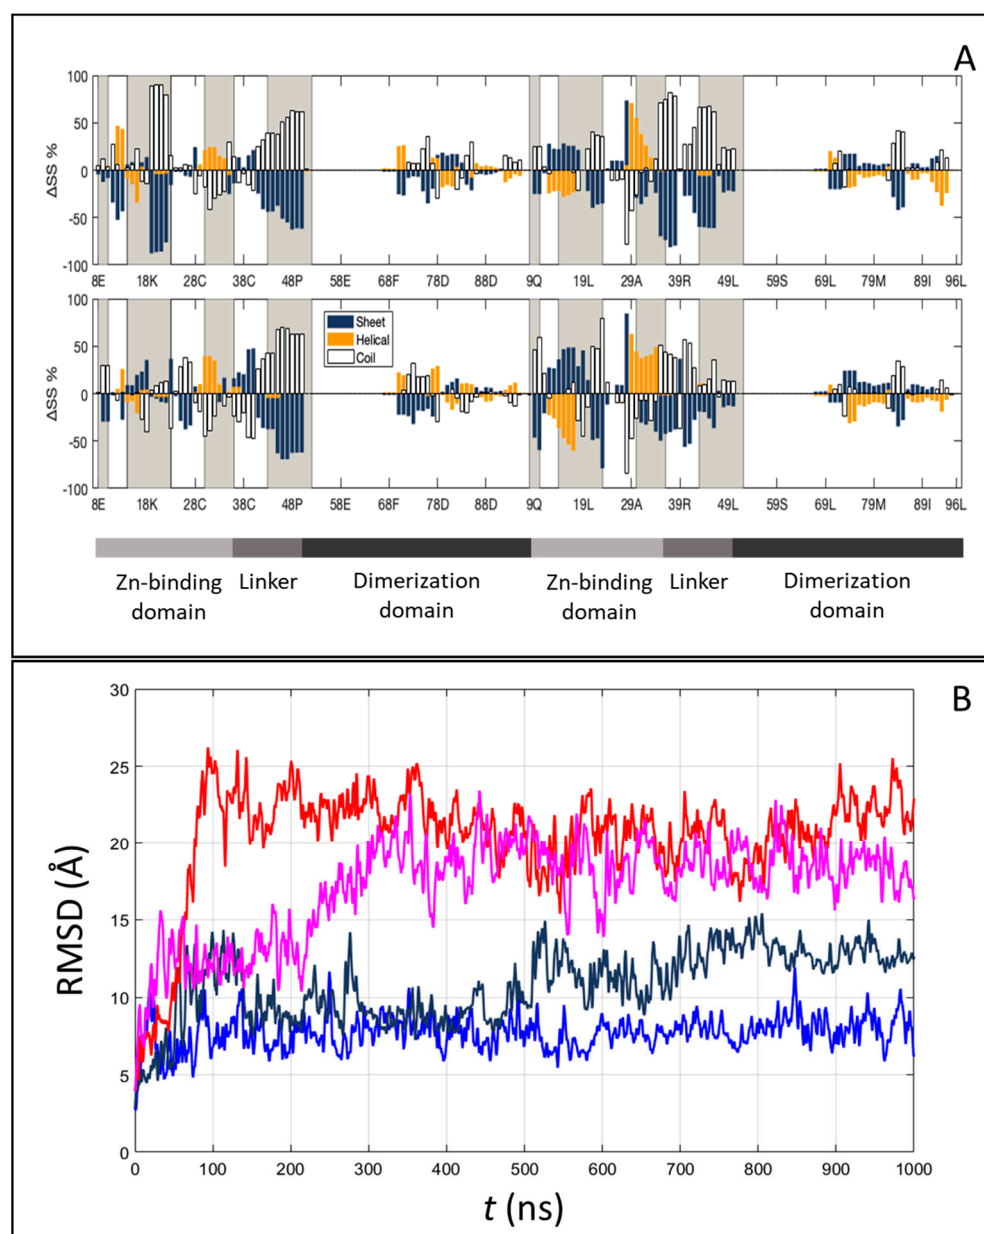 A
100
50
0
-50
-100
ΔSS %
8E 18K 28C 38C 48P 58E 68F 78D 88D 9Q 19L 29A 39R 49L 59S 69L 79M 89I 96L
100
50
0
-50
-100
ΔSS %
Sheet
Helical
Coil
8E 18K 28C 38C 48P 58E 68F 78D 88D 9Q 19L 29A 39R 49L 59S 69L 79M 89I 96L
Zn-binding Linker Dimerization Zn-binding Linker Dimerization
domain domain domain domain
B
30
25
20
15
10
5
0
RMSD (Å)
0 100 200 300 400 500 600 700 800 900 1000
t (ns)